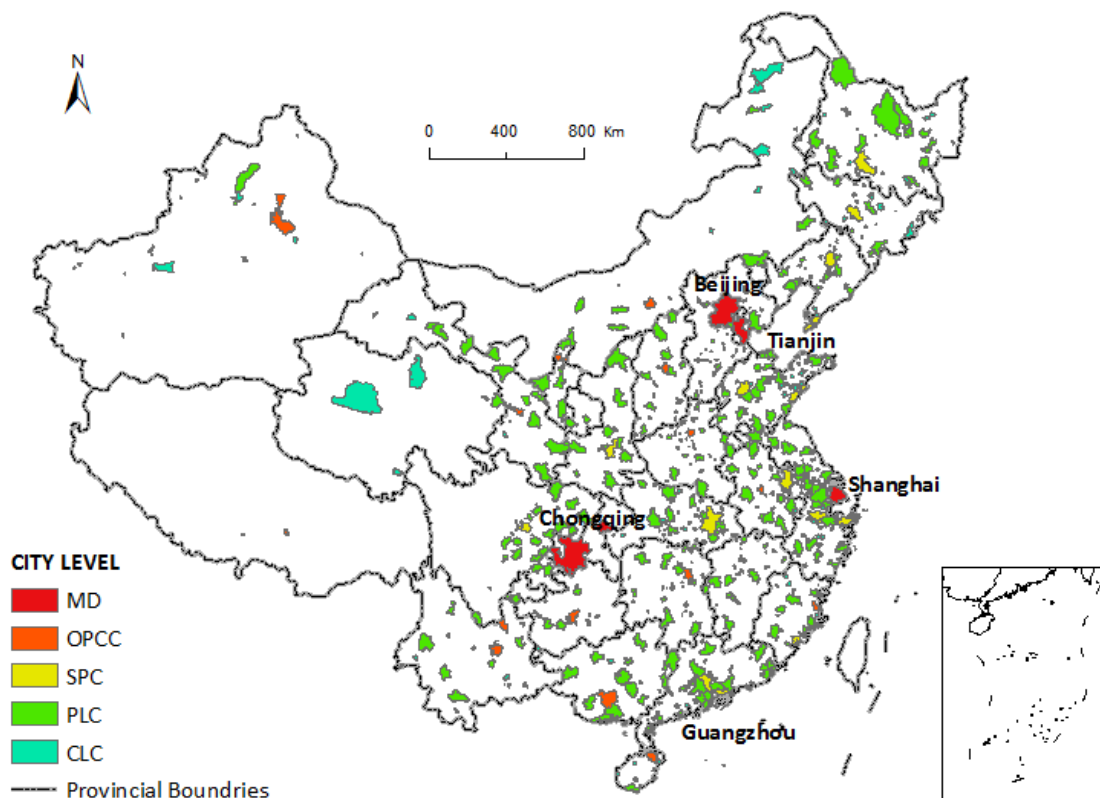 N
0 400 800 Km
Beijing
Tianjin
Shanghai
Chongqing
Guangzhou
CITY LEVEL
MD
OPCC
SPC
PLC
CLC
Provincial Boundries